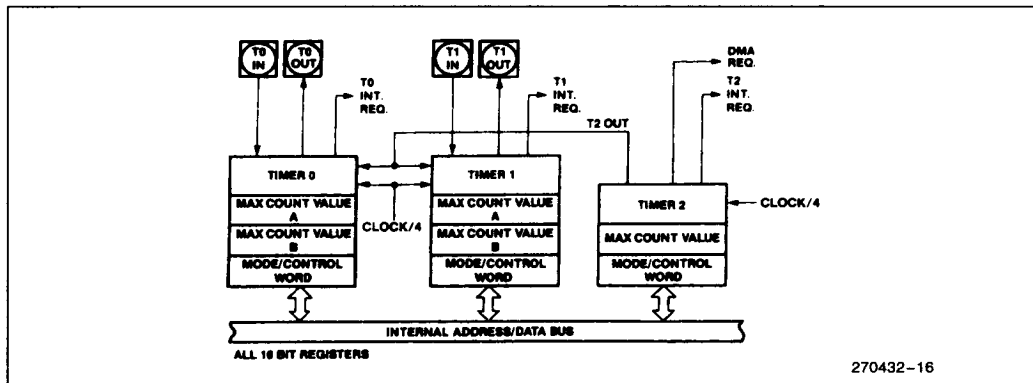 T0
IN
T0
OUT
T1
IN
T1
OUT
DMA
REQ.
T0
INT.
REQ.
T1
INT.
REQ.
T2
INT.
REQ.
T2 OUT
TIMER 0
MAX COUNT VALUE
A
MAX COUNT VALUE
B
MODE/CONTROL
WORD
CLOCK/4
TIMER 1
MAX COUNT VALUE
A
MAX COUNT VALUE
B
MODE/CONTROL
WORD
TIMER 2
MAX COUNT VALUE
MODE/CONTROL
WORD
CLOCK/4
INTERNAL ADDRESS/DATA BUS
ALL 16 BIT REGISTERS
270432-16